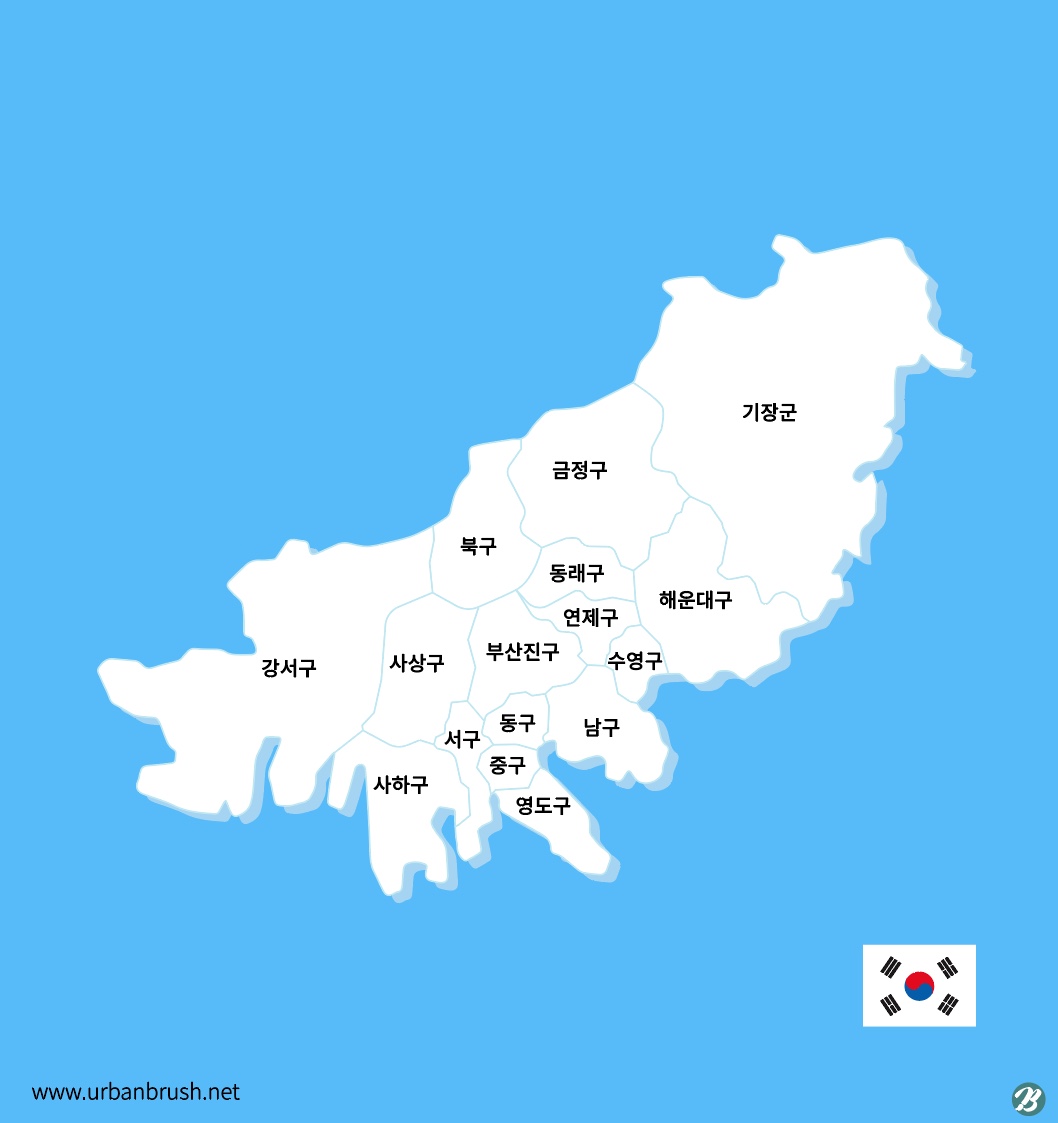 기장군
금정구
북구
동래구
해운대구
연제구
부산진구
수영구
사상구
강서구
동구
남구
서구
중구
사하구
영도구
www.urbanbrush.net
B